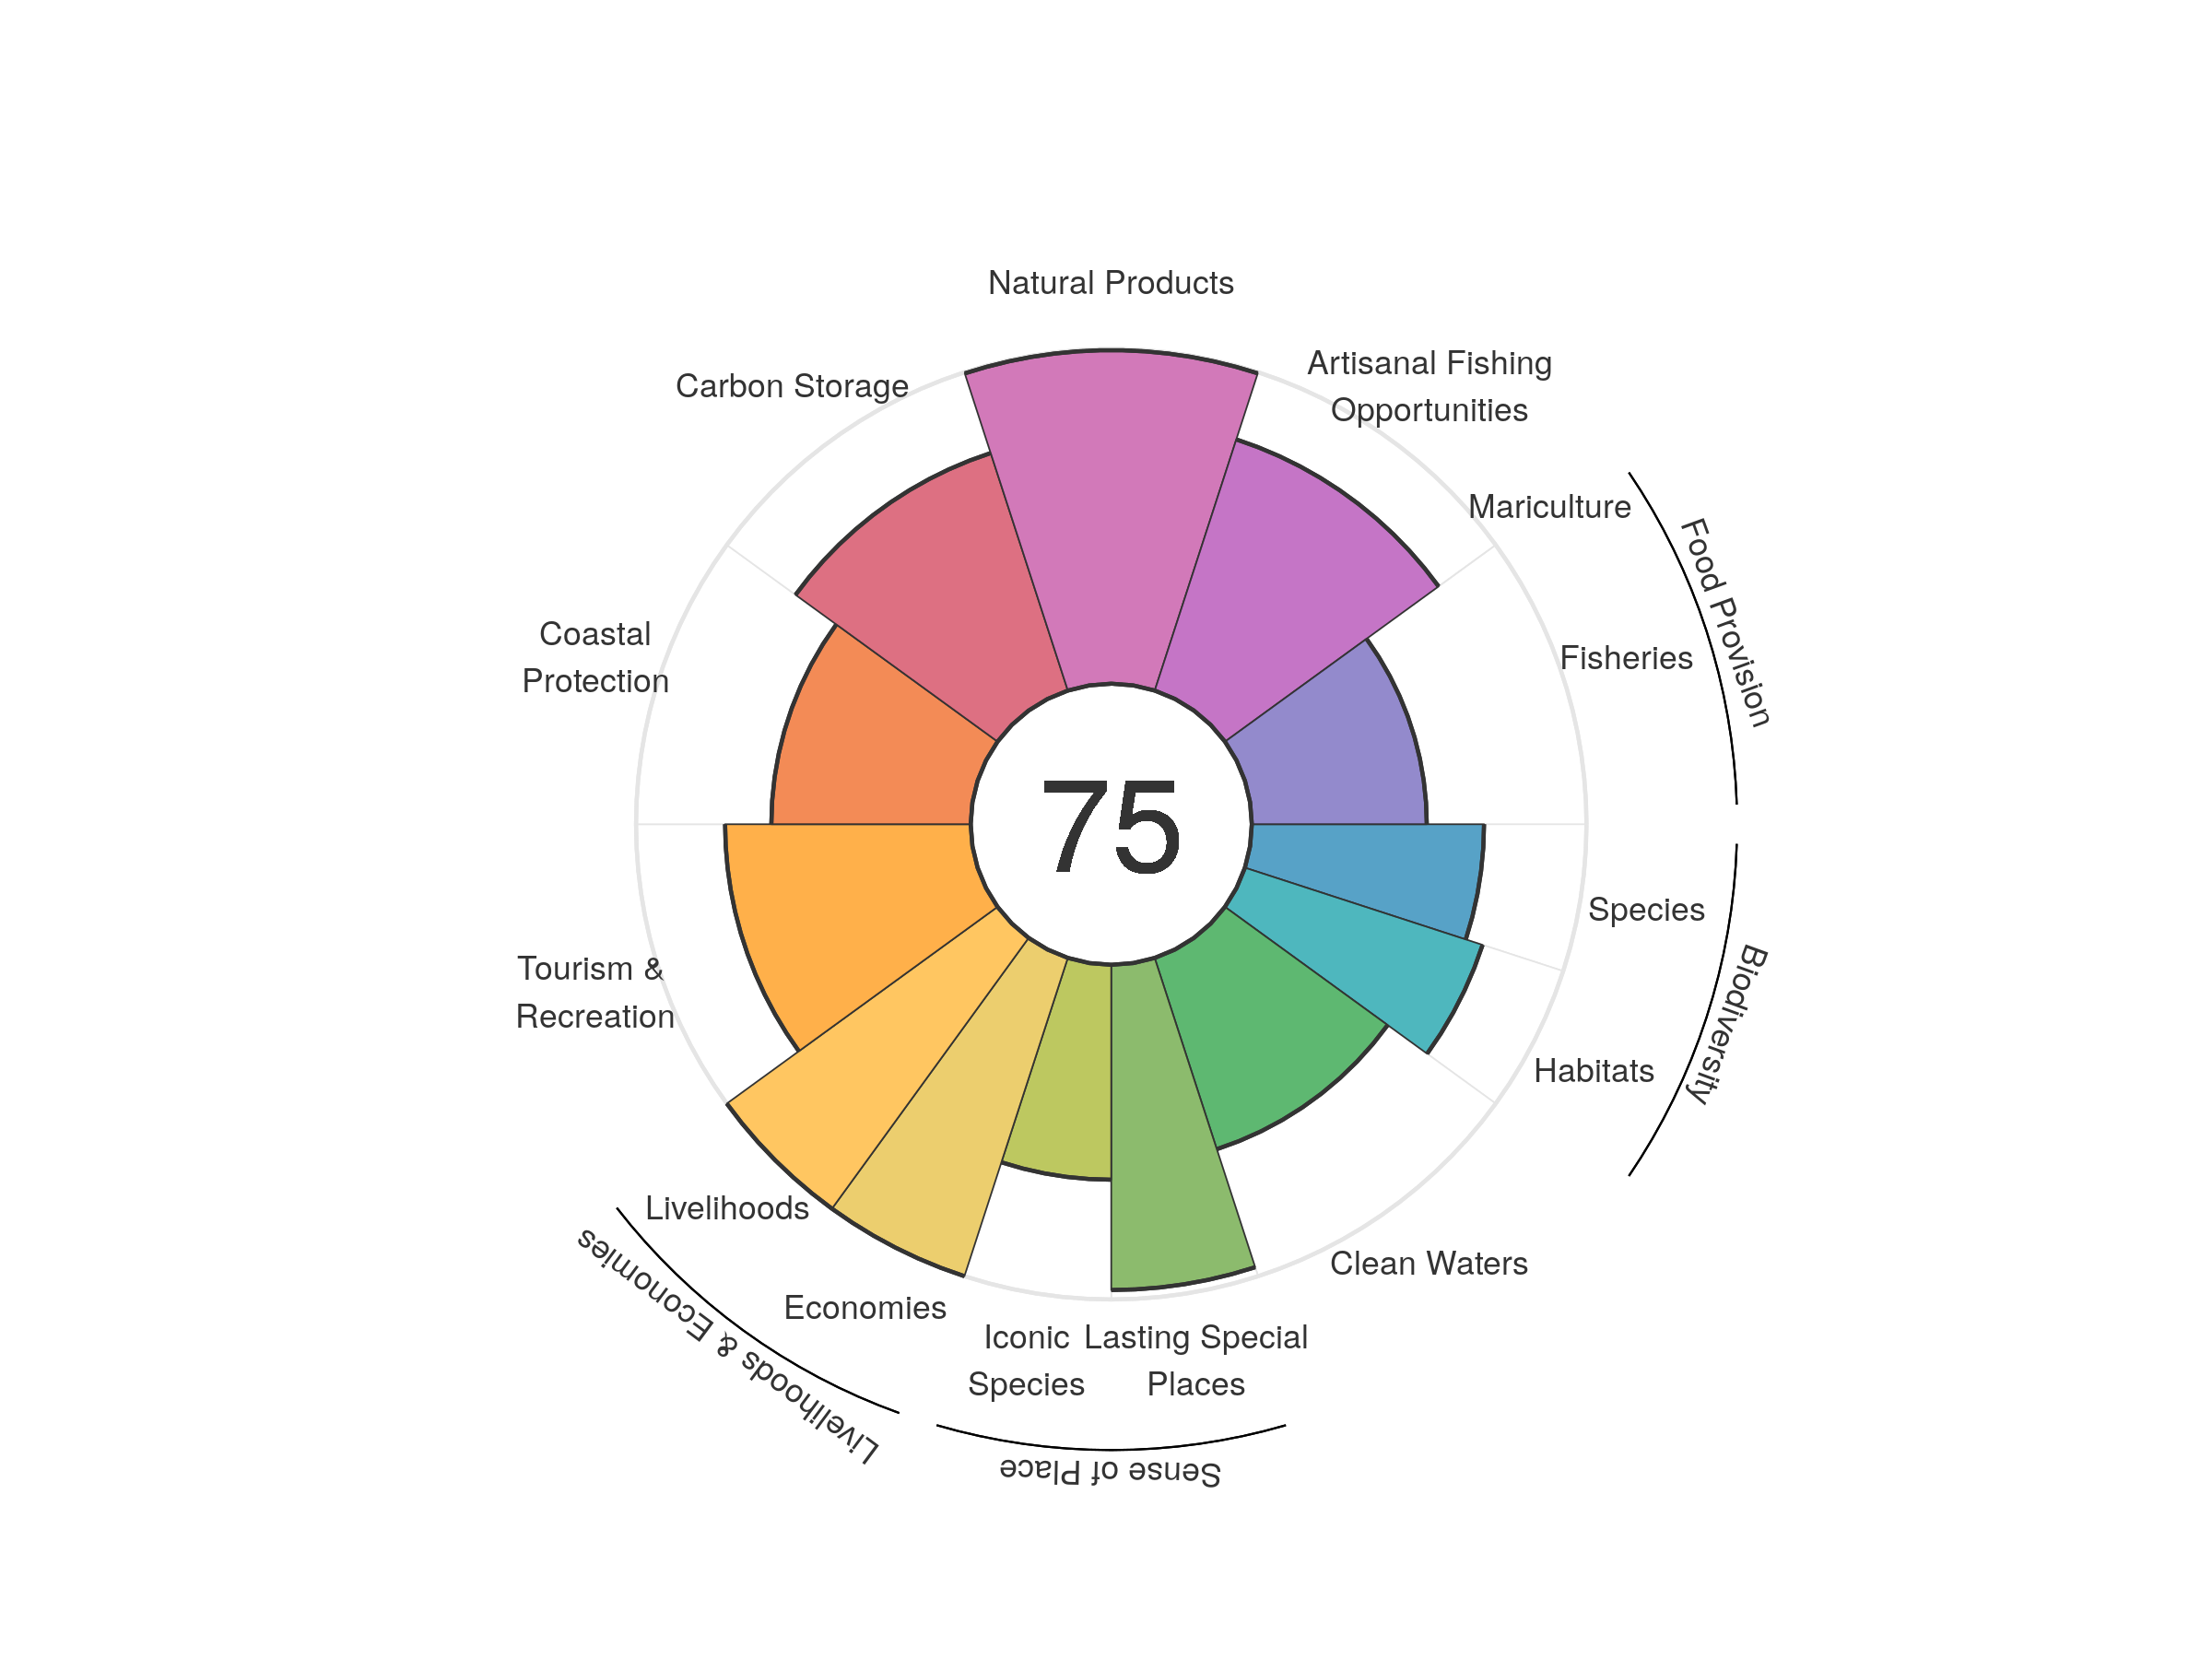 Natural Products
Carbon Storage
Artisanal Fishing
Opportunities
Mariculture
Food Provision
Fisheries
Coastal
Protection
75
Species
Biodiversity
Tourism &
Recreation
Habitats
Livelihoods
Livelihoods & Economies
Clean Waters
Economies
Iconic
Species
Lasting Special
Places
Sense of Place